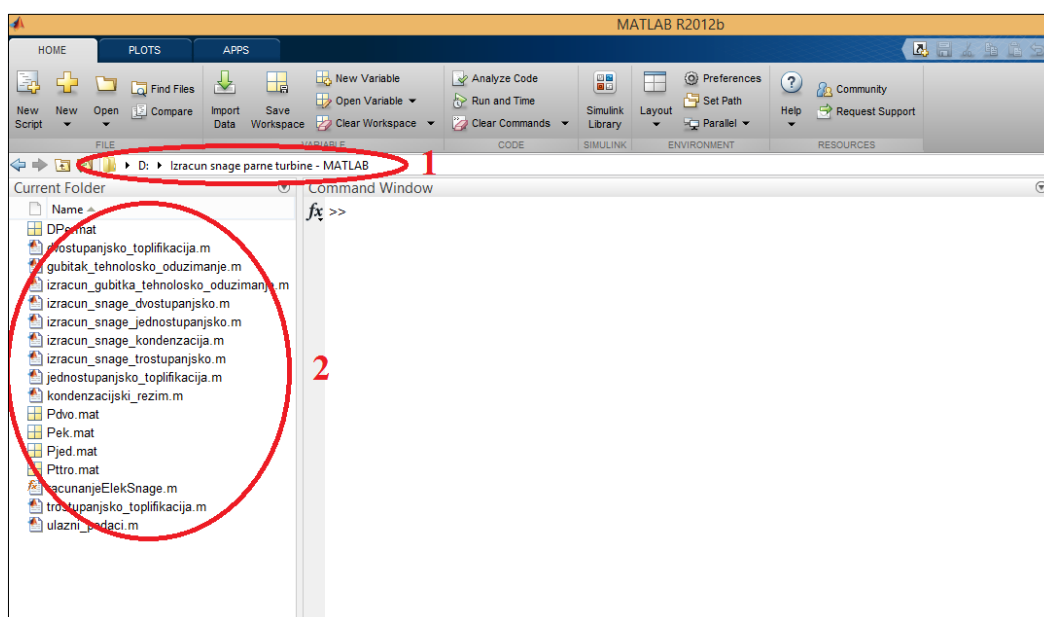 MATLAB R2012b
HOME PLOTS APPS
New Script
New
Open
Find Files
Compare
Import Data
Save Workspace
New Variable
Open Variable
Clear Workspace
Analyze Code
Run and Time
Clear Commands
Simulink Library
Layout
Preferences
Set Path
Parallel
Help
Community
Request Support
FILE VARIABLE CODE SIMULINK ENVIRONMENT RESOURCES
D: Izracun snage parne turbine - MATLAB 1
Current Folder
Command Window
Name
fx >>
DPe.mat
dvostupanjsko_toplifikacija.m
gubitak_tehnolosko_oduzimanje.m
izracun_gubitka_tehnolosko_oduzimanje.m
izracun_snage_dvostupanjsko.m
izracun_snage_jednostupanjsko.m
izracun_snage_kondenzacija.m
izracun_snage_trostupanjsko.m
2
jednostupanjsko_toplifikacija.m
kondenzacijski_rezim.m
Pdvo.mat
Pek.mat
Pjed.mat
Pttro.mat
racunanjeElekSnage.m
trostupanjsko_toplifikacija.m
ulazni_podaci.m